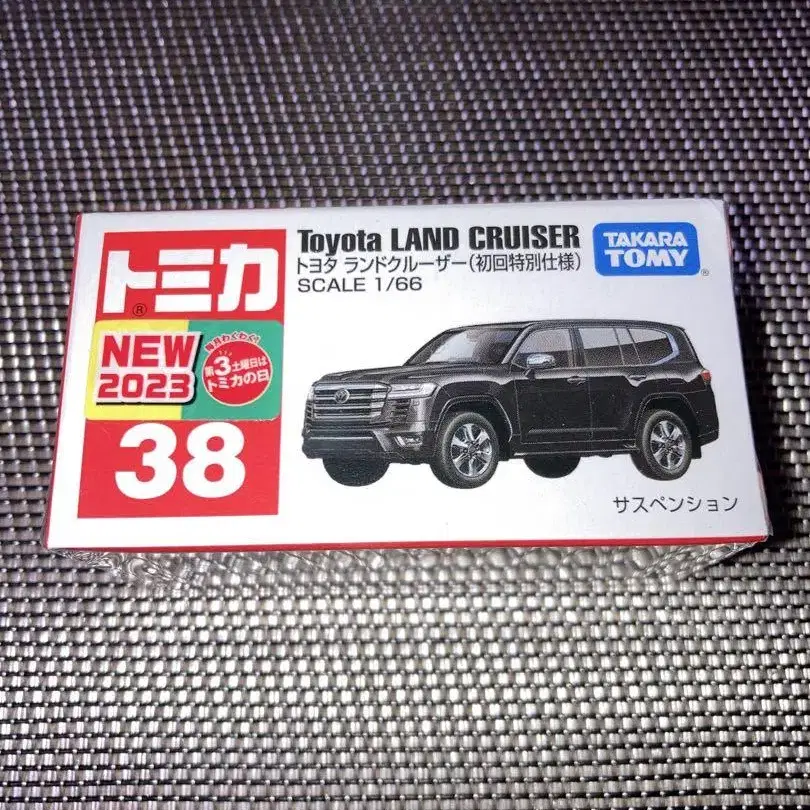 トミカ
®
NEW
2023
毎月わくわく!
第3土曜日は
トミカの日
38
Toyota LAND CRUISER
トヨタ ランドクルーザー(初回特別仕様)
SCALE 1/66
TAKARA
TOMY
®
サスペンション